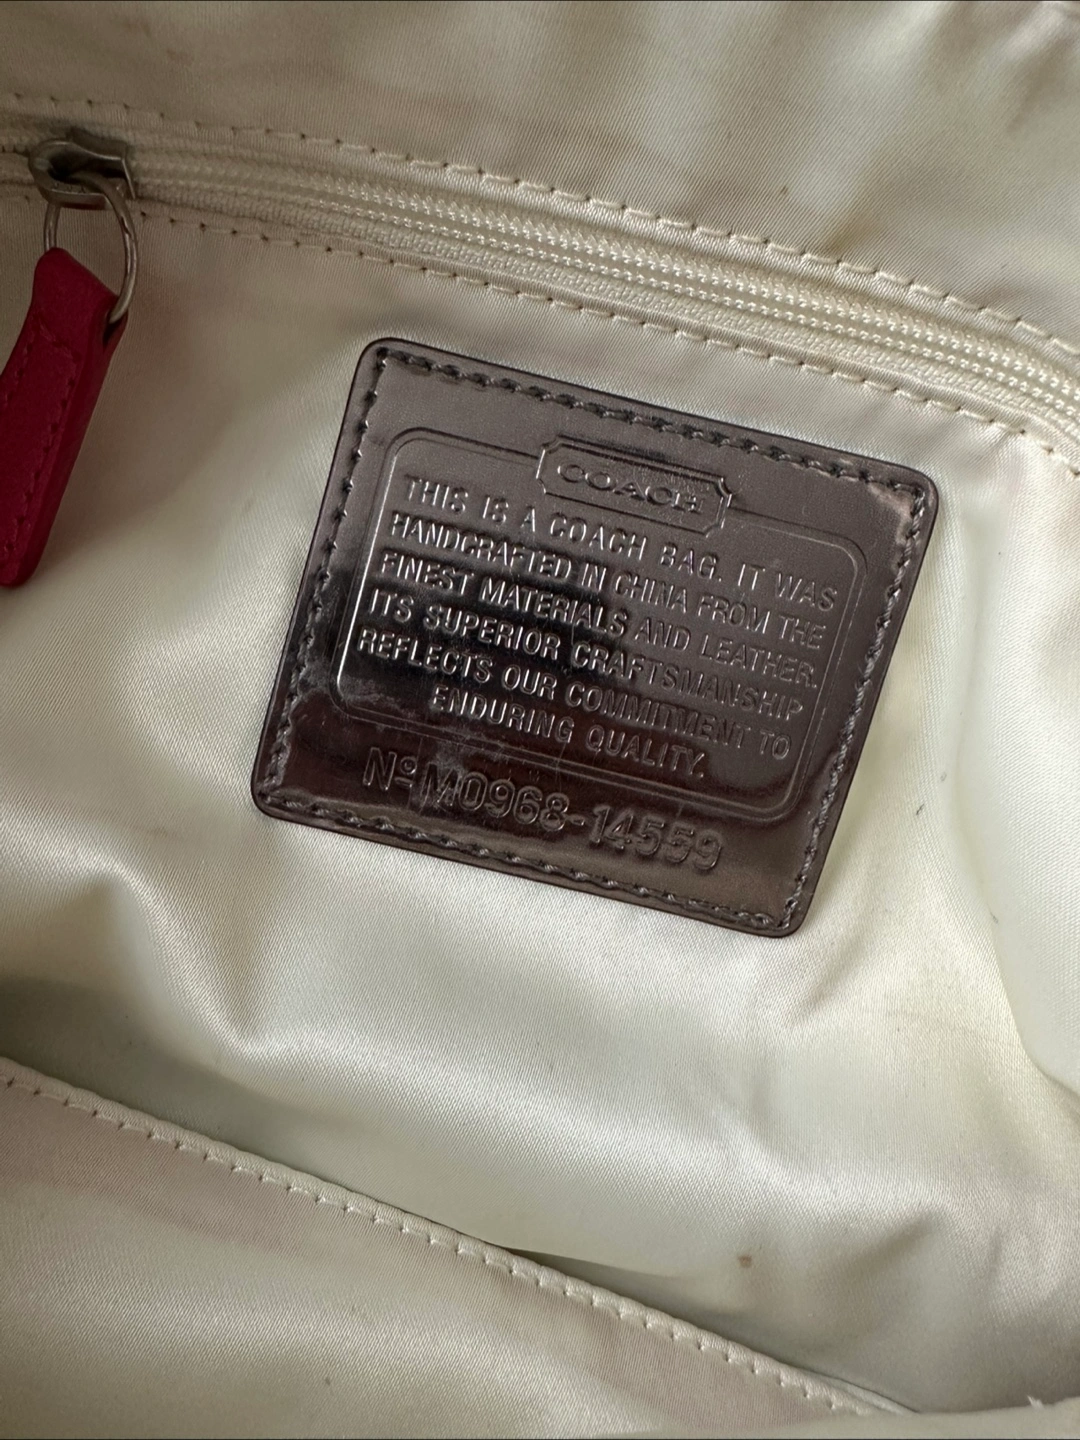 COACH
THIS IS A COACH BAG. IT WAS
HANDCRAFTED IN CHINA FROM THE
FINEST MATERIALS AND LEATHER.
ITS SUPERIOR CRAFTSMANSHIP
REFLECTS OUR COMMITMENT TO
ENDURING QUALITY.
Nº M0968-14559